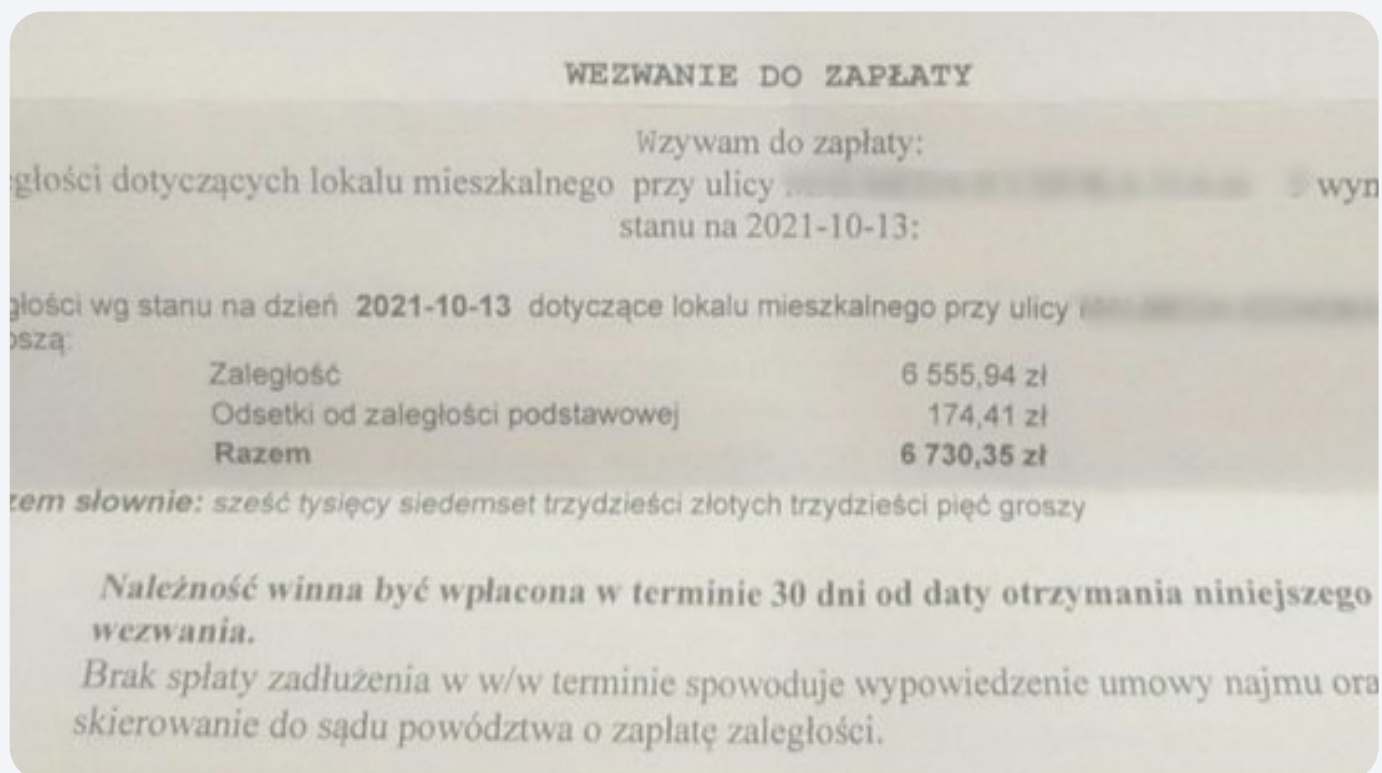 WEZWANIE DO ZAPŁATY
Wzywam do zapłaty:
głości dotyczących lokalu mieszkalnego przy ulicy wyn
stanu na 2021-10-13:
głości wg stanu na dzień 2021-10-13 dotyczące lokalu mieszkalnego przy ulicy
oszą:
Zaległość 6 555,94 zł
Odsetki od zaległości podstawowej 174,41 zł
Razem 6 730,35 zł
zem słownie: sześć tysięcy siedemset trzydzieści złotych trzydzieści pięć groszy
Należność winna być wpłacona w terminie 30 dni od daty otrzymania niniejszego
wezwania.
Brak spłaty zadłużenia w w/w terminie spowoduje wypowiedzenie umowy najmu ora
skierowanie do sądu powództwa o zapłatę zaległości.